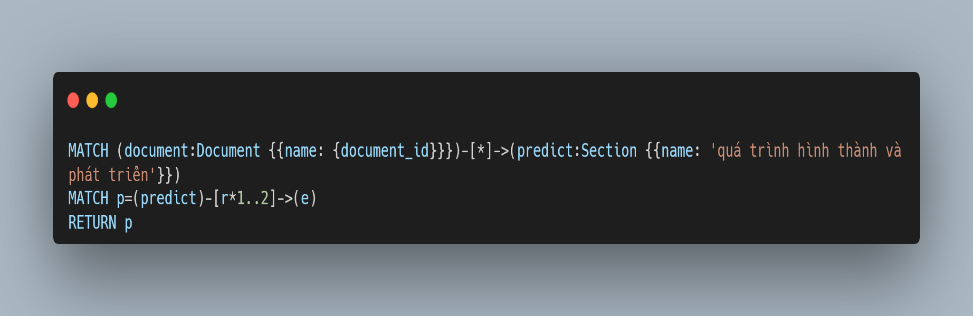 MATCH (document:Document {{name: {document_id}}})-[*]->(predict:Section {{name: 'quá trình hình thành và
phát triển'}})
MATCH p=(predict)-[r*1..2]->(e)
RETURN p